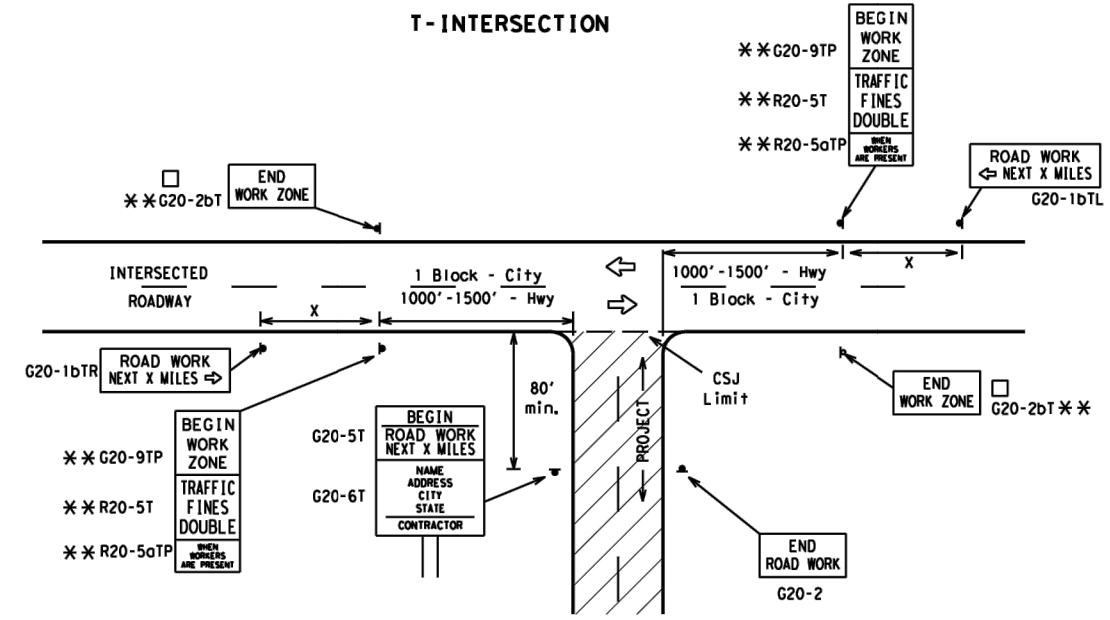 T-INTERSECTION
BEGIN
WORK
ZONE
TRAFFIC
FINES
DOUBLE
WHEN
WORKERS
ARE PRESENT
**G20-9TP
**R20-5T
**R20-5aTP
ROAD WORK
⇦ NEXT X MILES
G20-1bTL
□
**G20-2bT
END
WORK ZONE
INTERSECTED
ROADWAY
1 Block - City
1000'-1500' - Hwy
X
1000'-1500' - Hwy
1 Block - City
X
G20-1bTR
ROAD WORK
NEXT X MILES ⇨
80'
min.
CSJ
Limit
PROJECT
END
WORK ZONE
□
G20-2bT **
**G20-9TP
**R20-5T
**R20-5aTP
BEGIN
WORK
ZONE
TRAFFIC
FINES
DOUBLE
WHEN
WORKERS
ARE PRESENT
G20-5T
G20-6T
BEGIN
ROAD WORK
NEXT X MILES
NAME
ADDRESS
CITY
STATE
CONTRACTOR
END
ROAD WORK
G20-2